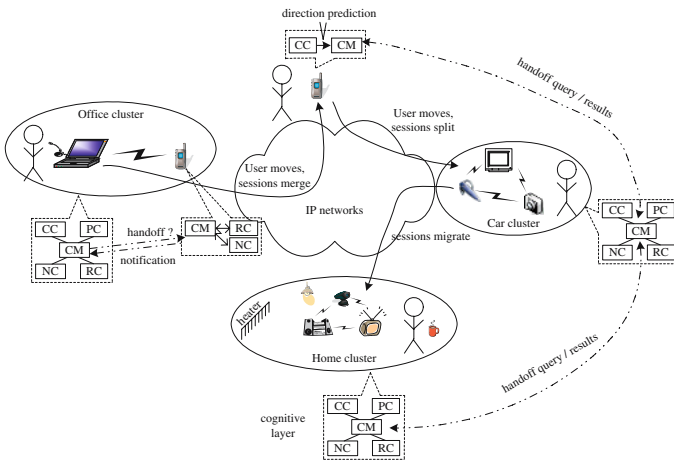 direction prediction
CC CM
handoff query / results
Office cluster
User moves,
sessions split
User moves,
sessions merge
IP networks
Car cluster
CC PC
CM
NC RC
handoff ?
notification
CM RC
NC
sessions migrate
CC PC
CM
NC RC
heater
Home cluster
handoff query / results
cognitive
layer
CC PC
CM
NC RC